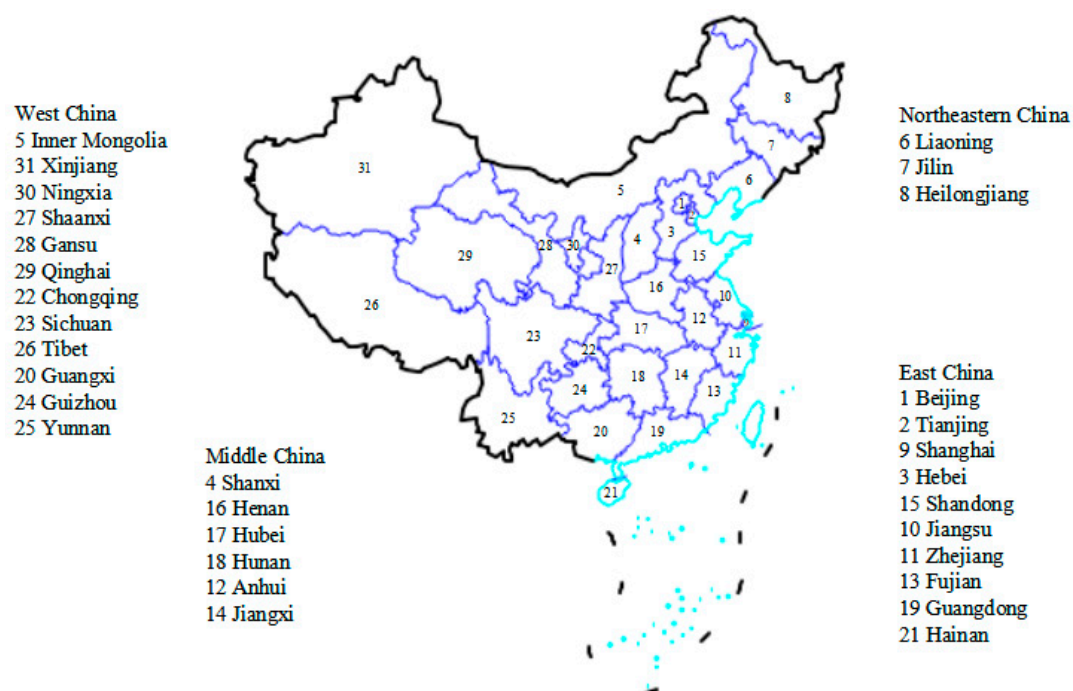 West China
5 Inner Mongolia
31 Xinjiang
30 Ningxia
27 Shaanxi
28 Gansu
29 Qinghai
22 Chongqing
23 Sichuan
26 Tibet
20 Guangxi
24 Guizhou
25 Yunnan
Middle China
4 Shanxi
16 Henan
17 Hubei
18 Hunan
12 Anhui
14 Jiangxi
Northeastern China
6 Liaoning
7 Jilin
8 Heilongjiang
East China
1 Beijing
2 Tianjing
9 Shanghai
3 Hebei
15 Shandong
10 Jiangsu
11 Zhejiang
13 Fujian
19 Guangdong
21 Hainan
8
7
31
5
6
1
2
4
3
28
30
29
15
27
16
10
26
12
9
17
23
22
11
14
18
24
13
25
20
19
21